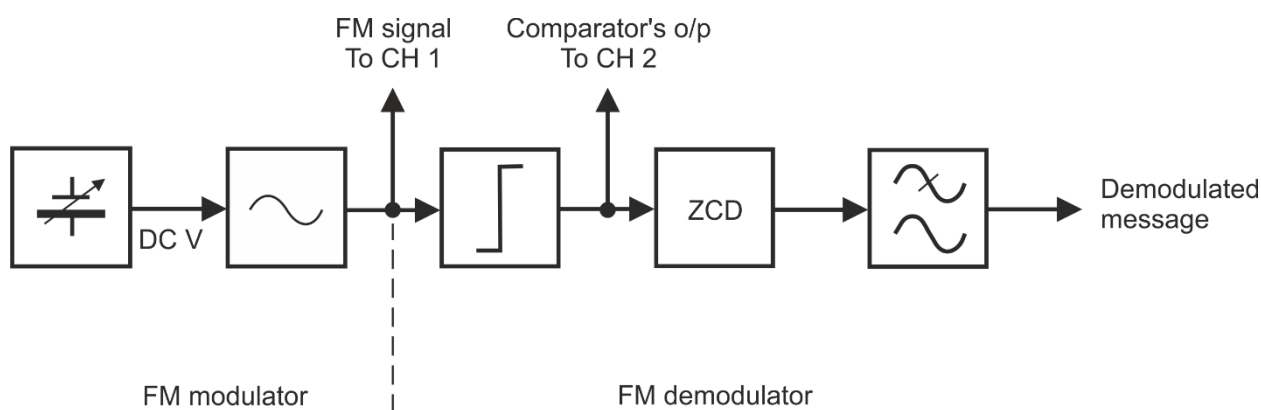 FM signal
To CH 1
Comparator's o/p
To CH 2
DC V
ZCD
Demodulated
message
FM modulator
FM demodulator